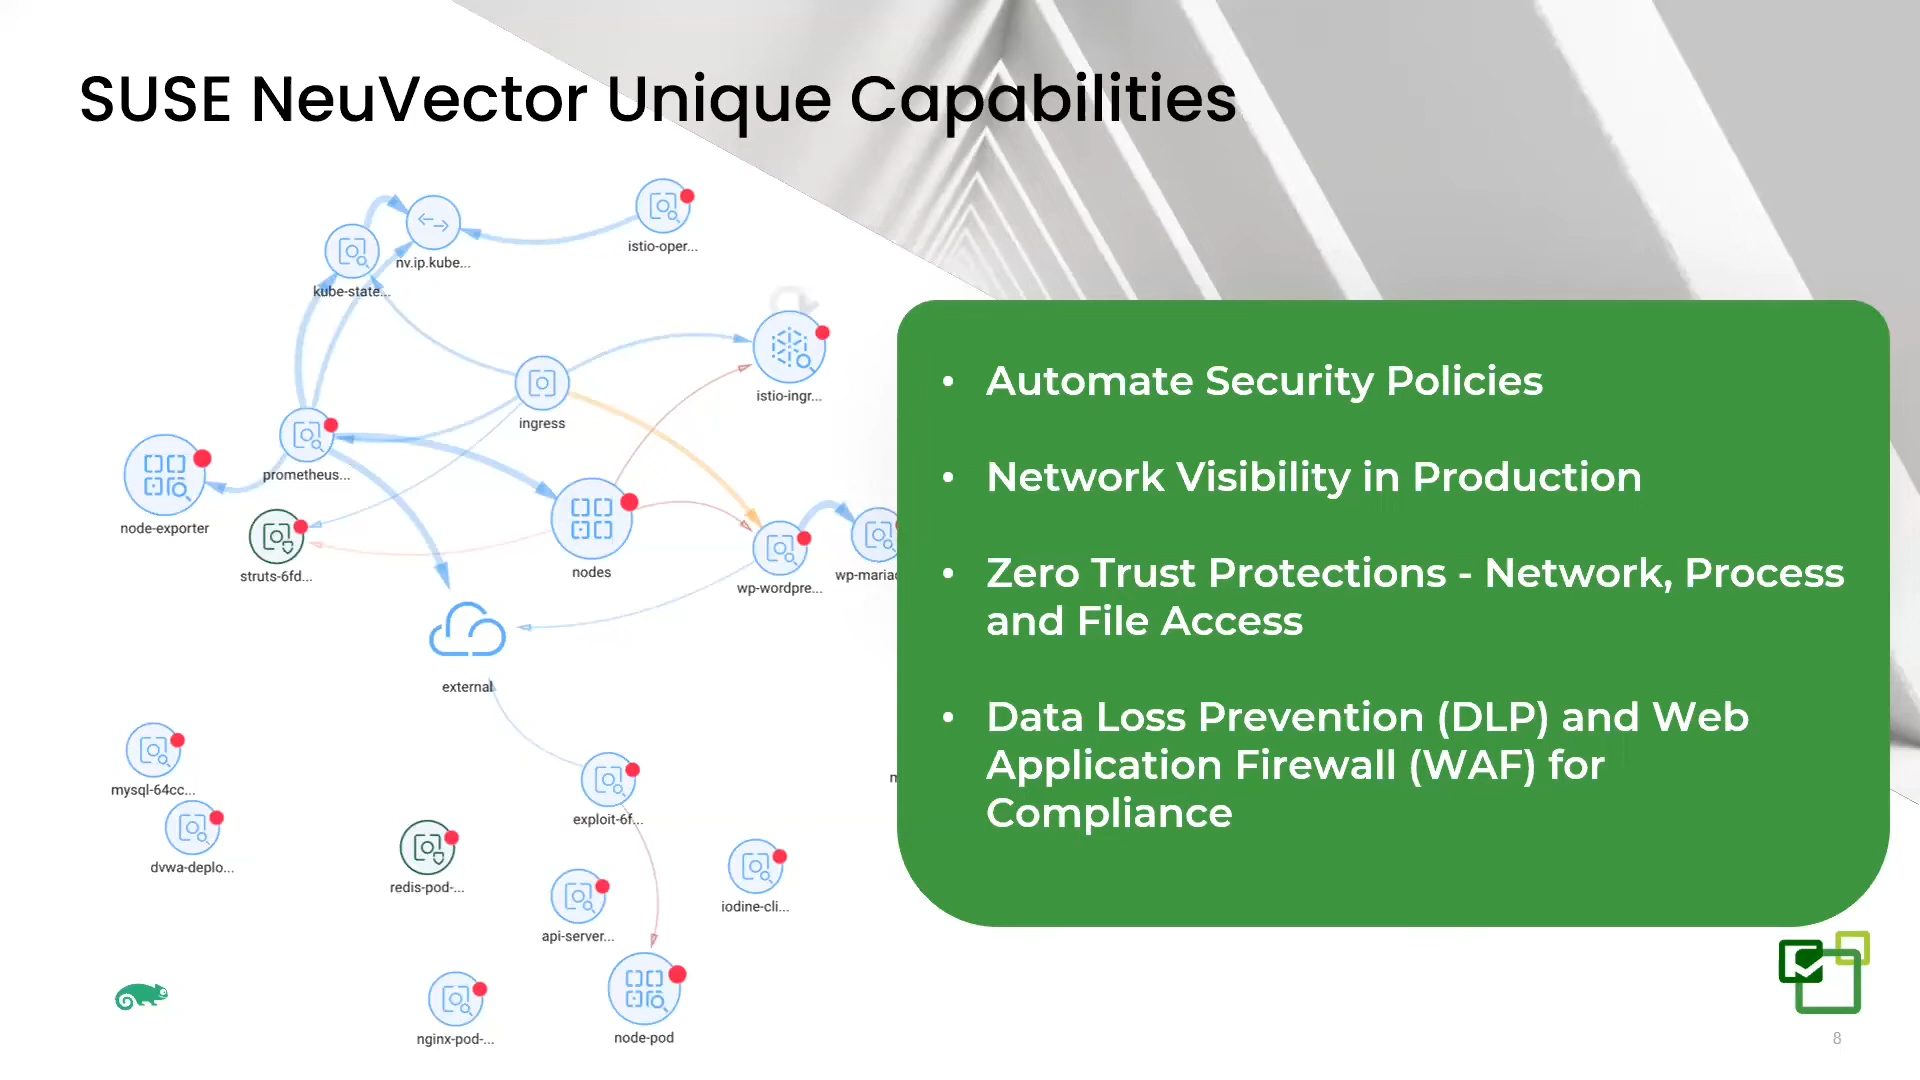 SUSE NeuVector Unique Capabilities
istio-oper...
nv.ip.kube...
kube-state...
istio-ingr...
ingress
prometheus...
node-exporter
struts-6fd...
nodes
wp-wordpre...
wp-mariad
external
mysql-64cc...
dvwa-deplo...
exploit-6f...
redis-pod-...
api-server...
iodine-cli...
nginx-pod-...
node-pod
• Automate Security Policies
• Network Visibility in Production
• Zero Trust Protections - Network, Process
and File Access
• Data Loss Prevention (DLP) and Web
Application Firewall (WAF) for
Compliance
8